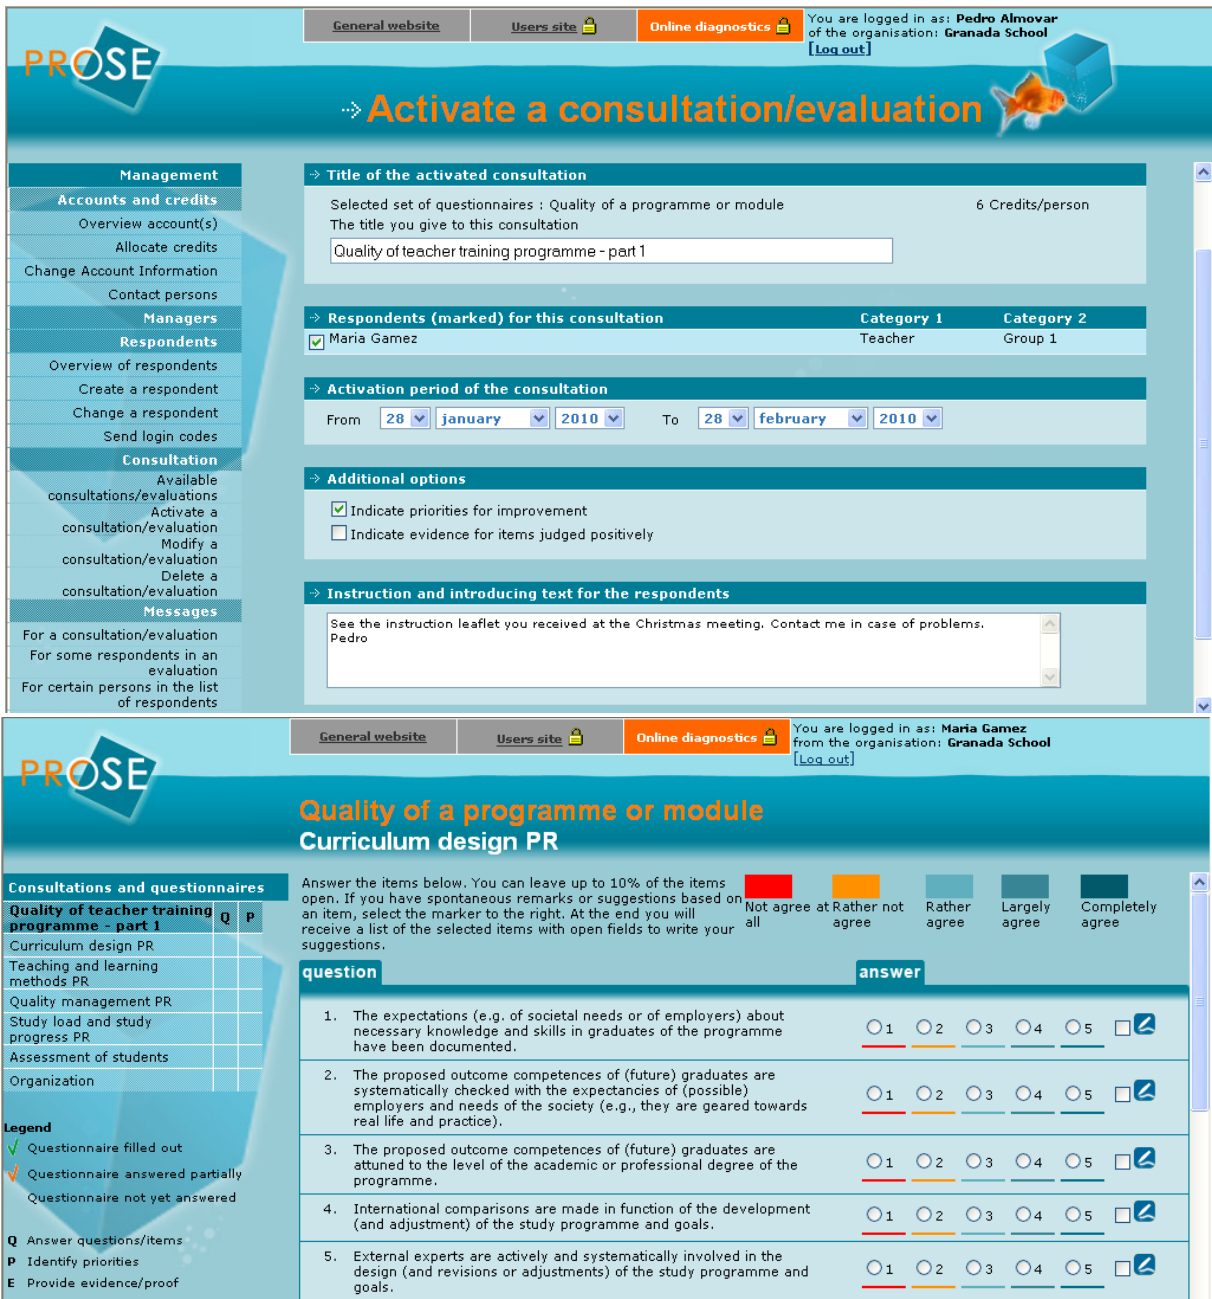 General website
Users site
Online diagnostics
You are logged in as: Pedro Almovar
of the organisation: Granada School
[Log out]
PROSE
Activate a consultation/evaluation
Management
Accounts and credits
Overview account(s)
Allocate credits
Change Account Information
Contact persons
Managers
Respondents
Overview of respondents
Create a respondent
Change a respondent
Send login codes
Consultation
Available
consultations/evaluations
Activate a
consultation/evaluation
Modify a
consultation/evaluation
Delete a
consultation/evaluation
Messages
For a consultation/evaluation
For some respondents in an
evaluation
For certain persons in the list
of respondents
Title of the activated consultation
Selected set of questionnaires : Quality of a programme or module 6 Credits/person
The title you give to this consultation
Quality of teacher training programme - part 1
Respondents (marked) for this consultation Category 1 Category 2
Maria Gamez Teacher Group 1
Activation period of the consultation
From 28 january 2010 To 28 february 2010
Additional options
Indicate priorities for improvement
Indicate evidence for items judged positively
Instruction and introducing text for the respondents
See the instruction leaflet you received at the Christmas meeting. Contact me in case of problems.
Pedro
General website
Users site
Online diagnostics
You are logged in as: Maria Gamez
from the organisation: Granada School
[Log out]
PROSE
Quality of a programme or module
Curriculum design PR
Consultations and questionnaires
Quality of teacher training
programme - part 1 Q P
Curriculum design PR
Teaching and learning
methods PR
Quality management PR
Study load and study
progress PR
Assessment of students
Organization
Legend
Questionnaire filled out
Questionnaire answered partially
Questionnaire not yet answered
Q Answer questions/items
P Identify priorities
E Provide evidence/proof
Answer the items below. You can leave up to 10% of the items
open. If you have spontaneous remarks or suggestions based on
an item, select the marker to the right. At the end you will
receive a list of the selected items with open fields to write your
suggestions.
Not agree at
all
Rather not
agree
Rather
agree
Largely
agree
Completely
agree
question answer
1. The expectations (e.g. of societal needs or of employers) about
necessary knowledge and skills in graduates of the programme
have been documented.
1 2 3 4 5
2. The proposed outcome competences of (future) graduates are
systematically checked with the expectancies of (possible)
employers and needs of the society (e.g., they are geared towards
real life and practice).
1 2 3 4 5
3. The proposed outcome competences of (future) graduates are
attuned to the level of the academic or professional degree of the
programme.
1 2 3 4 5
4. International comparisons are made in function of the development
(and adjustment) of the study programme and goals.
1 2 3 4 5
5. External experts are actively and systematically involved in the
design (and revisions or adjustments) of the study programme and
goals.
1 2 3 4 5